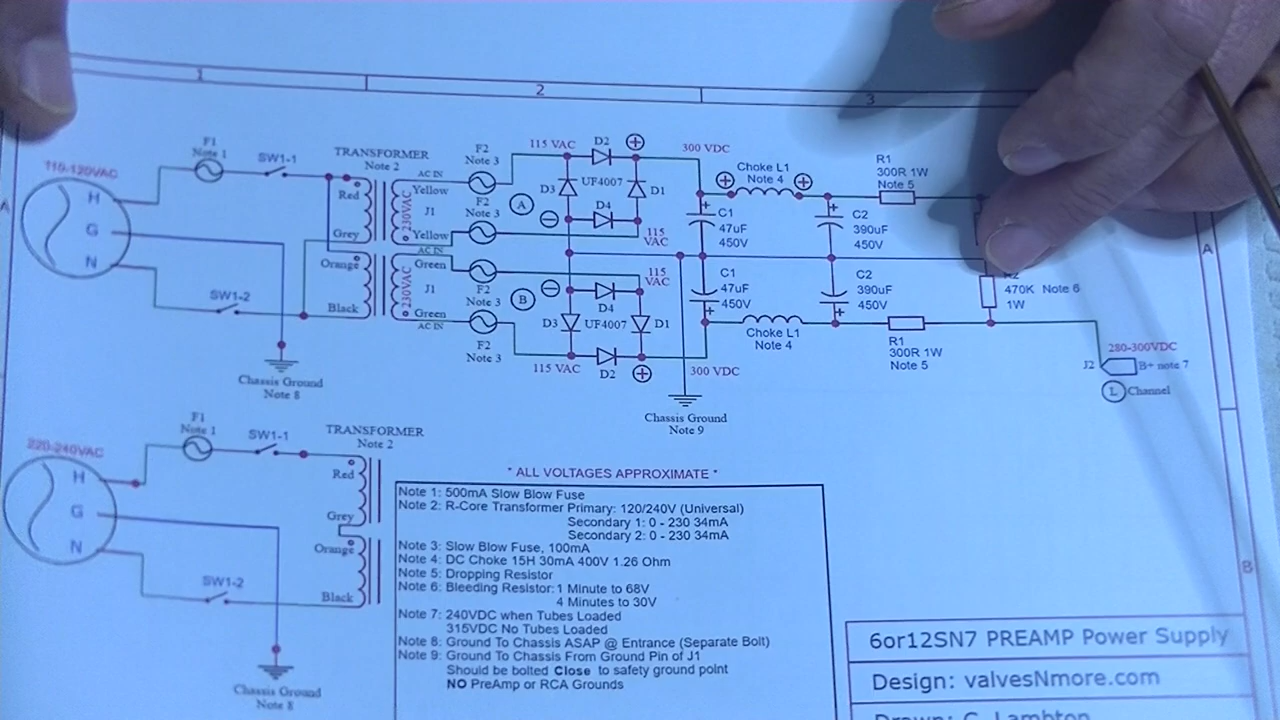 1
2
3
A
110-120VAC
H
G
N
F1
Note 1
SW1-1
SW1-2
Chassis Ground
Note 8
TRANSFORMER
Note 2
Red
Grey
Orange
Black
230VAC
230VAC
AC IN
Yellow
J1
Yellow
AC IN
Green
J1
Green
AC IN
F2
Note 3
F2
Note 3
F2
Note 3
F2
Note 3
A
B
115 VAC
D2
+
D3
UF4007
D1
−
D4
115
VAC
115
VAC
−
D4
D3
UF4007
D1
115 VAC
D2
+
300 VDC
+
C1
47uF
450V
C1
47uF
450V
+
300 VDC
Chassis Ground
Note 9
+
Choke L1
Note 4
+
+
C2
390uF
450V
C2
390uF
450V
+
Choke L1
Note 4
R1
300R 1W
Note 5
R1
300R 1W
Note 5
470K Note 6
1W
A
280-300VDC
J2
B+ note 7
L Channel
220-240VAC
H
G
N
F1
Note 1
SW1-1
SW1-2
Chassis Ground
Note 8
TRANSFORMER
Note 2
Red
Grey
Orange
Black
* ALL VOLTAGES APPROXIMATE *
Note 1: 500mA Slow Blow Fuse
Note 2: R-Core Transformer Primary: 120/240V (Universal)
Secondary 1: 0 - 230 34mA
Secondary 2: 0 - 230 34mA
Note 3: Slow Blow Fuse, 100mA
Note 4: DC Choke 15H 30mA 400V 1.26 Ohm
Note 5: Dropping Resistor
Note 6: Bleeding Resistor: 1 Minute to 68V
4 Minutes to 30V
Note 7: 240VDC when Tubes Loaded
315VDC No Tubes Loaded
Note 8: Ground To Chassis ASAP @ Entrance (Separate Bolt)
Note 9: Ground To Chassis From Ground Pin of J1
Should be bolted Close to safety ground point
NO PreAmp or RCA Grounds
B
6or12SN7 PREAMP Power Supply
Design: valvesNmore.com
Drawn: C. Lambton